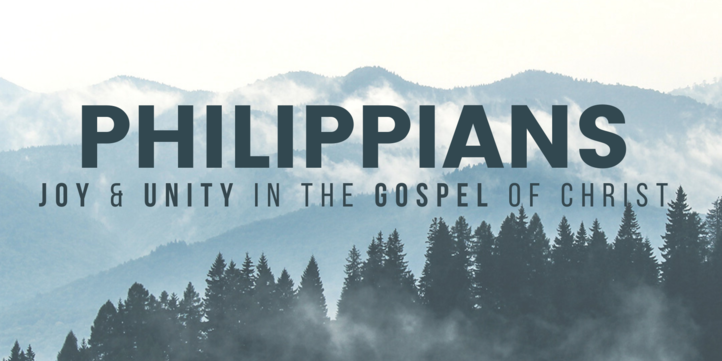 PHILIPPIANS
JOY & UNITY IN THE GOSPEL OF CHRIST